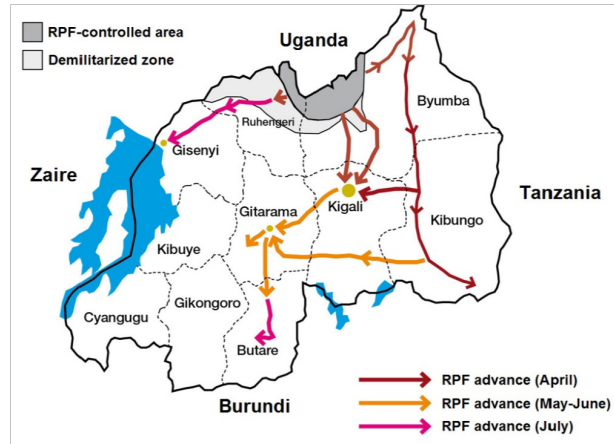 RPF-controlled area
Demilitarized zone
Uganda
Byumba
Ruhengeri
Gisenyi
Zaire
Tanzania
Gitarama
Kigali
Kibungo
Kibuye
Gikongoro
Cyangugu
Butare
Burundi
RPF advance (April)
RPF advance (May-June)
RPF advance (July)